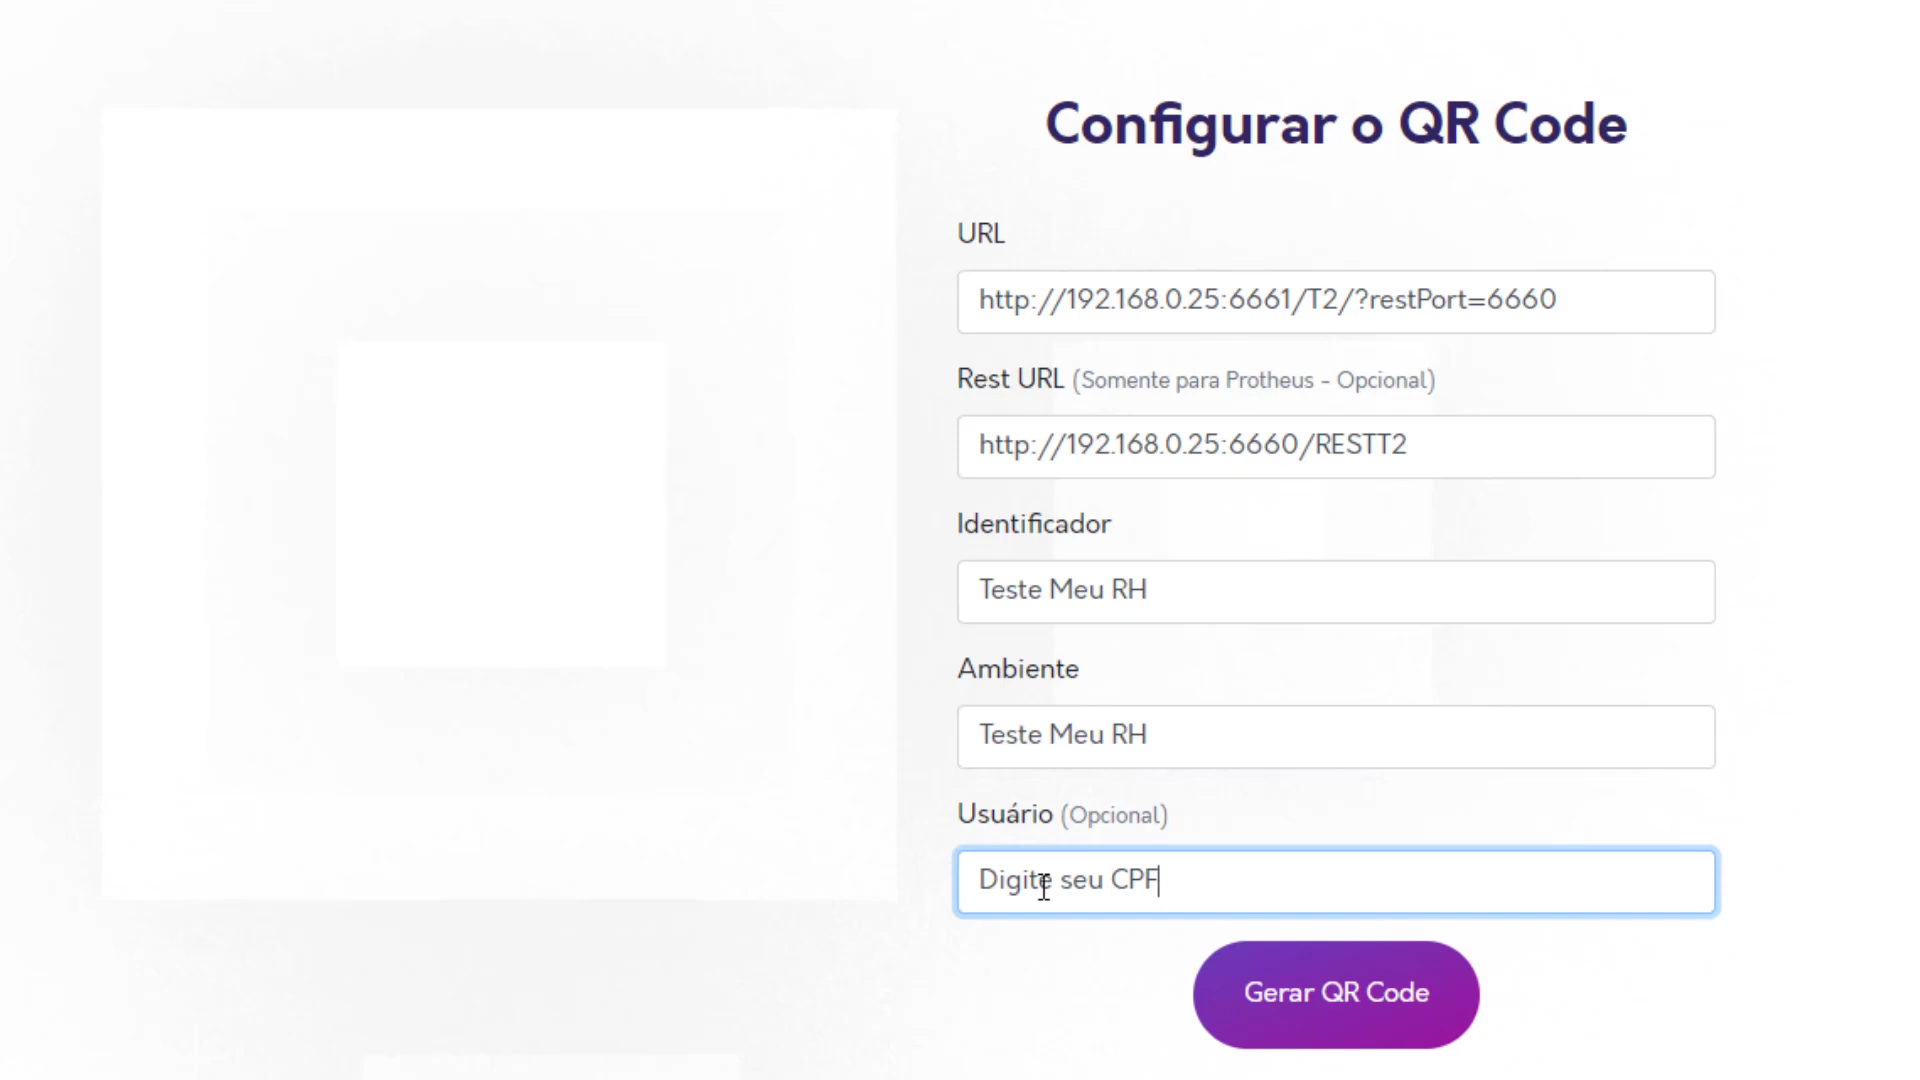 Configurar o QR Code
URL
http://192.168.0.25:6661/T2/?restPort=6660
Rest URL (Somente para Protheus - Opcional)
http://192.168.0.25:6660/RESTT2
Identificador
Teste Meu RH
Ambiente
Teste Meu RH
Usuário (Opcional)
Digite seu CPF
Gerar QR Code